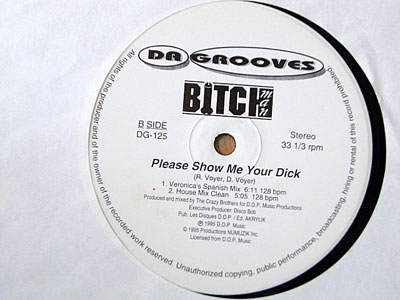 DA GROOVES
BITCH
man
B SIDE
DG-125
Stereo
33 1/3 rpm
Please Show Me Your Dick
(R. Voyer, D. Voyer)
1. Veronica's Spanish Mix 6:11 128 bpm
2. House Mix Clean 5:05 128 bpm
Produced and mixed by The Crazy Brothers for D.O.P. Music Productions
Executive Producer: Disco Bob
Pub. Les Disques D.O.P. / Ed. AKRYLIK
℗ 1995 D.O.P. Music
© 1995 Productions NUMUZIK Inc.
Licensed from D.O.P. Music
All rights of the producer and of the owner of the recorded work reserved. Unauthorized copying, public performance, broadcasting, hiring or rental of this record prohibited.